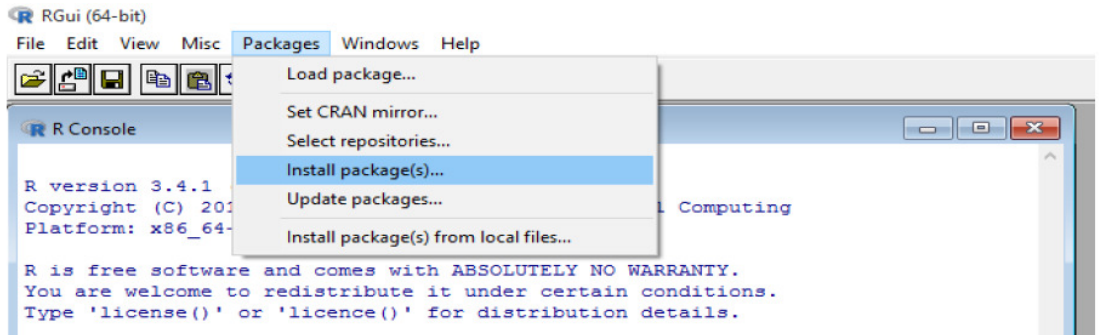 RGui (64-bit)
File Edit View Misc Packages Windows Help
Load package...
Set CRAN mirror...
Select repositories...
Install package(s)...
Update packages...
Install package(s) from local files...
R Console
R version 3.4.1
Copyright (C) 201 l Computing
Platform: x86_64-
R is free software and comes with ABSOLUTELY NO WARRANTY.
You are welcome to redistribute it under certain conditions.
Type 'license()' or 'licence()' for distribution details.